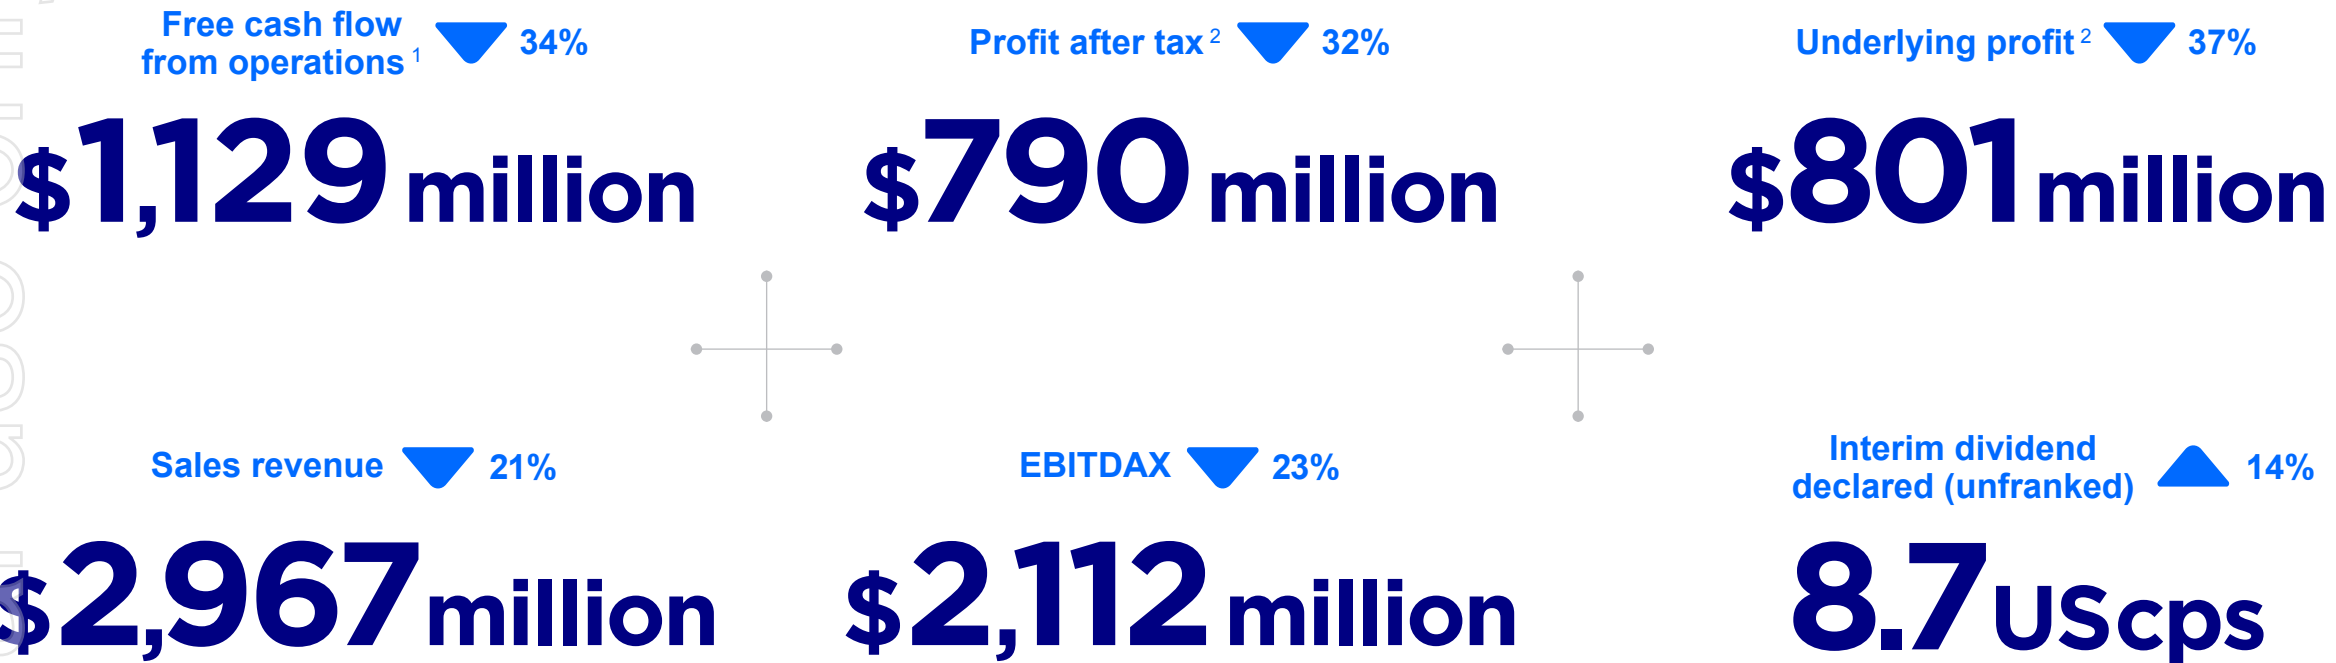 Free cash flow
from operations 1 34%
$1,129 million
Profit after tax 2 32%
$790 million
Underlying profit 2 37%
$801 million
Sales revenue 21%
$2,967 million
EBITDAX 23%
$2,112 million
Interim dividend
declared (unfranked) 14%
8.7 UScps